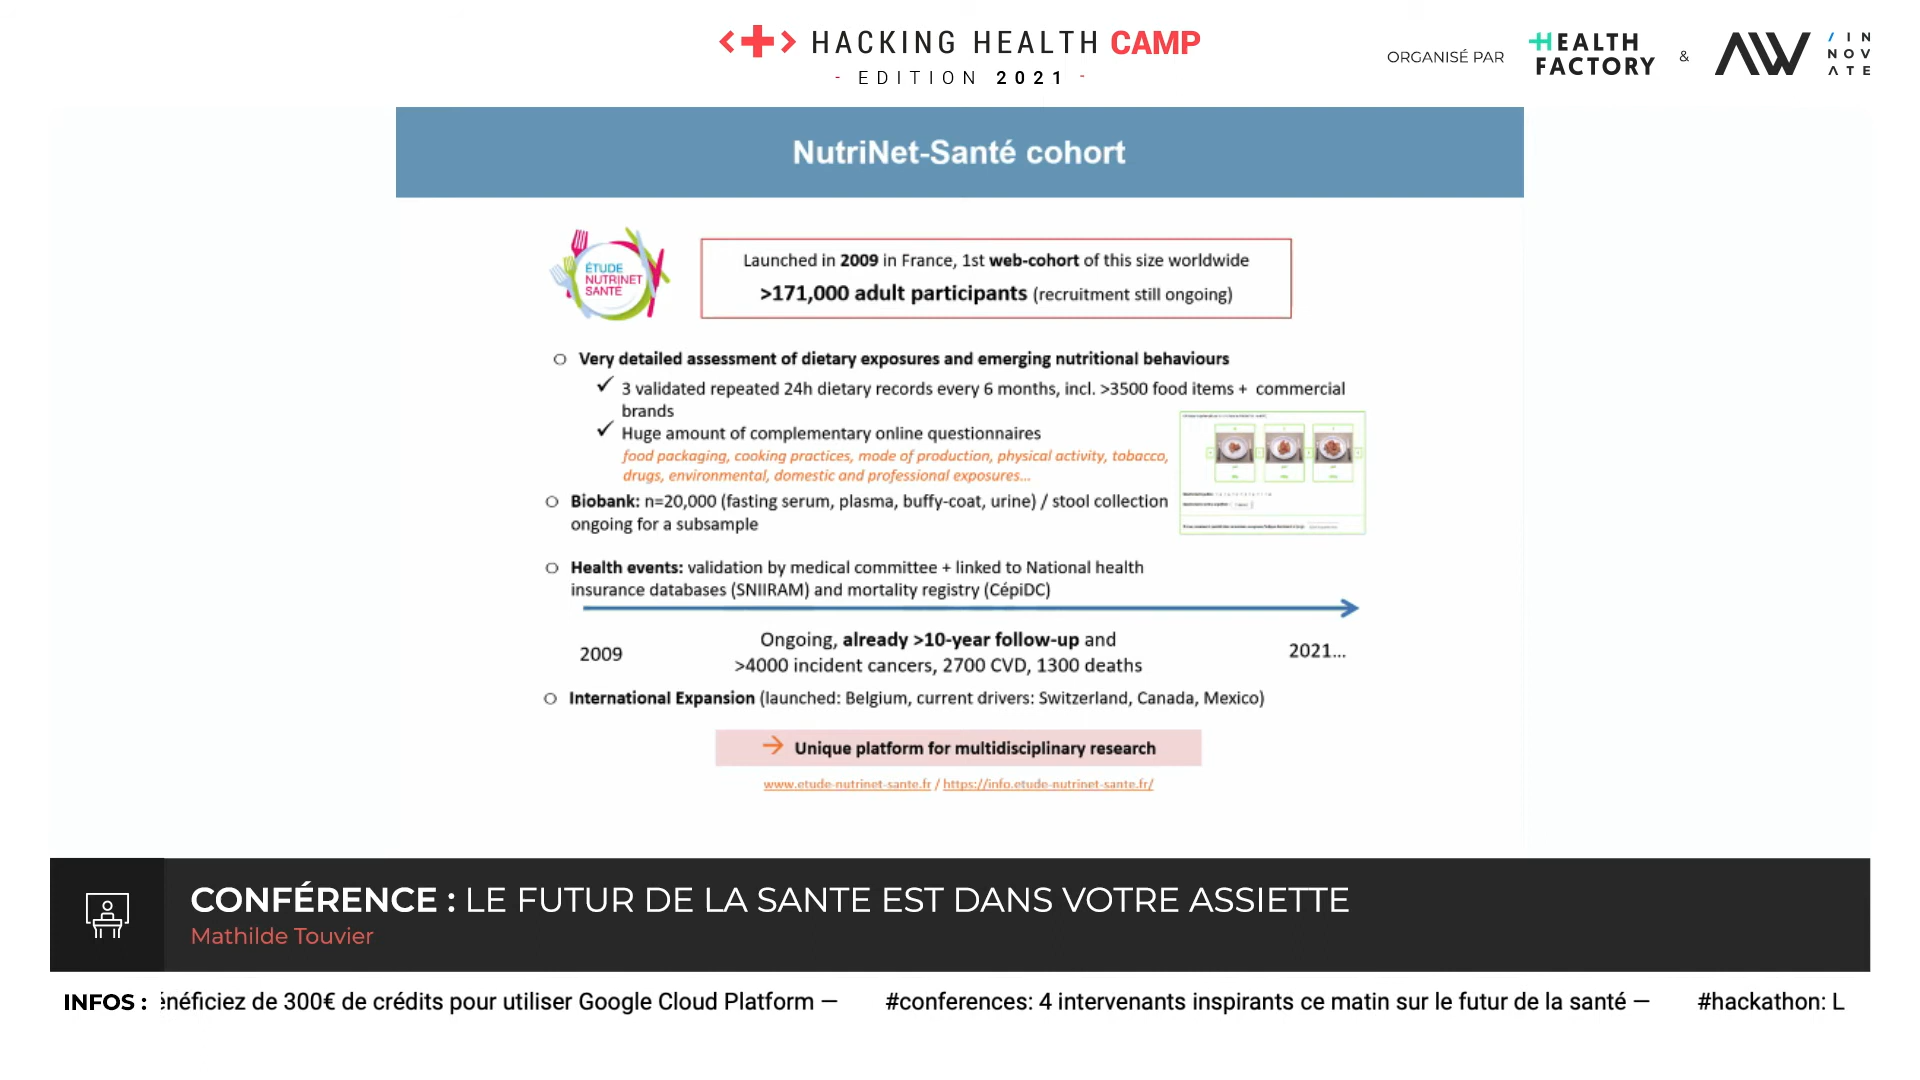 HACKING HEALTH CAMP
- EDITION 2021 -
ORGANISÉ PAR
HEALTH
FACTORY
&
AW
/IN
NOV
ATE
NutriNet-Santé cohort
ÉTUDE
NUTRINET
SANTÉ
Launched in 2009 in France, 1st web-cohort of this size worldwide
>171,000 adult participants (recruitment still ongoing)
Very detailed assessment of dietary exposures and emerging nutritional behaviours
3 validated repeated 24h dietary records every 6 months, incl. >3500 food items + commercial
brands
Huge amount of complementary online questionnaires
food packaging, cooking practices, mode of production, physical activity, tobacco,
drugs, environmental, domestic and professional exposures...
Biobank: n=20,000 (fasting serum, plasma, buffy-coat, urine) / stool collection
ongoing for a subsample
Health events: validation by medical committee + linked to National health
insurance databases (SNIIRAM) and mortality registry (CépiDC)
2009
Ongoing, already >10-year follow-up and
>4000 incident cancers, 2700 CVD, 1300 deaths
2021...
International Expansion (launched: Belgium, current drivers: Switzerland, Canada, Mexico)
→ Unique platform for multidisciplinary research
www.etude-nutrinet-sante.fr / https://info.etude-nutrinet-sante.fr/
CONFÉRENCE : LE FUTUR DE LA SANTE EST DANS VOTRE ASSIETTE
Mathilde Touvier
INFOS : énéficiez de 300€ de crédits pour utiliser Google Cloud Platform — #conferences: 4 intervenants inspirants ce matin sur le futur de la santé — #hackathon: L